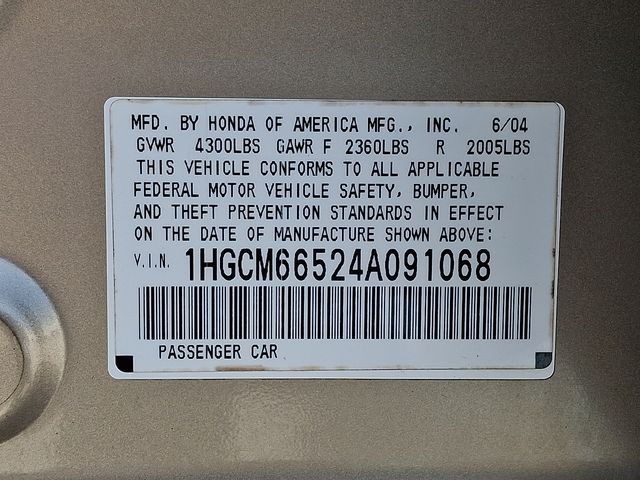 MFD. BY HONDA OF AMERICA MFG., INC. 6/04
GVWR 4300LBS GAWR F 2360LBS R 2005LBS
THIS VEHICLE CONFORMS TO ALL APPLICABLE
FEDERAL MOTOR VEHICLE SAFETY, BUMPER,
AND THEFT PREVENTION STANDARDS IN EFFECT
ON THE DATE OF MANUFACTURE SHOWN ABOVE:
V.I.N. 1HGCM66524A091068
PASSENGER CAR